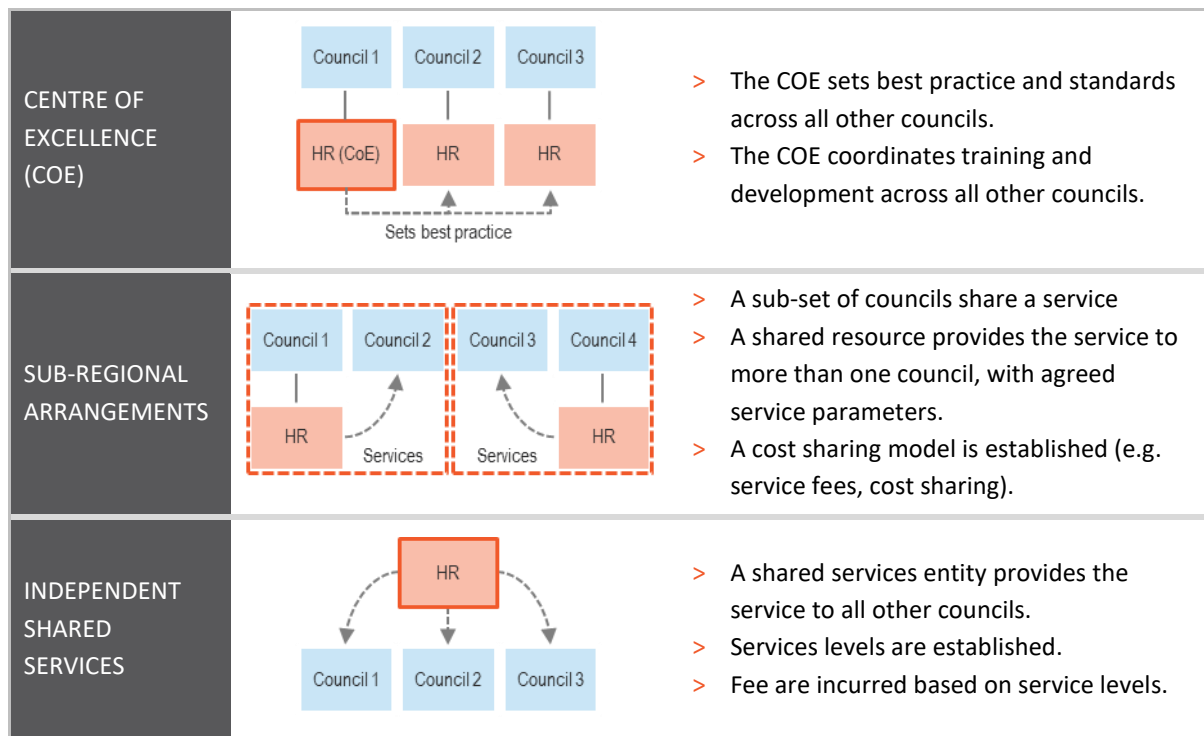 CENTRE OF
EXCELLENCE
(COE)
Council 1
Council 2
Council 3
HR (CoE)
HR
HR
Sets best practice
> The COE sets best practice and standards
across all other councils.
> The COE coordinates training and
development across all other councils.
SUB-REGIONAL
ARRANGEMENTS
Council 1
Council 2
Council 3
Council 4
HR
Services
Services
HR
> A sub-set of councils share a service
> A shared resource provides the service to
more than one council, with agreed
service parameters.
> A cost sharing model is established (e.g.
service fees, cost sharing).
INDEPENDENT
SHARED
SERVICES
HR
Council 1
Council 2
Council 3
> A shared services entity provides the
service to all other councils.
> Services levels are established.
> Fee are incurred based on service levels.